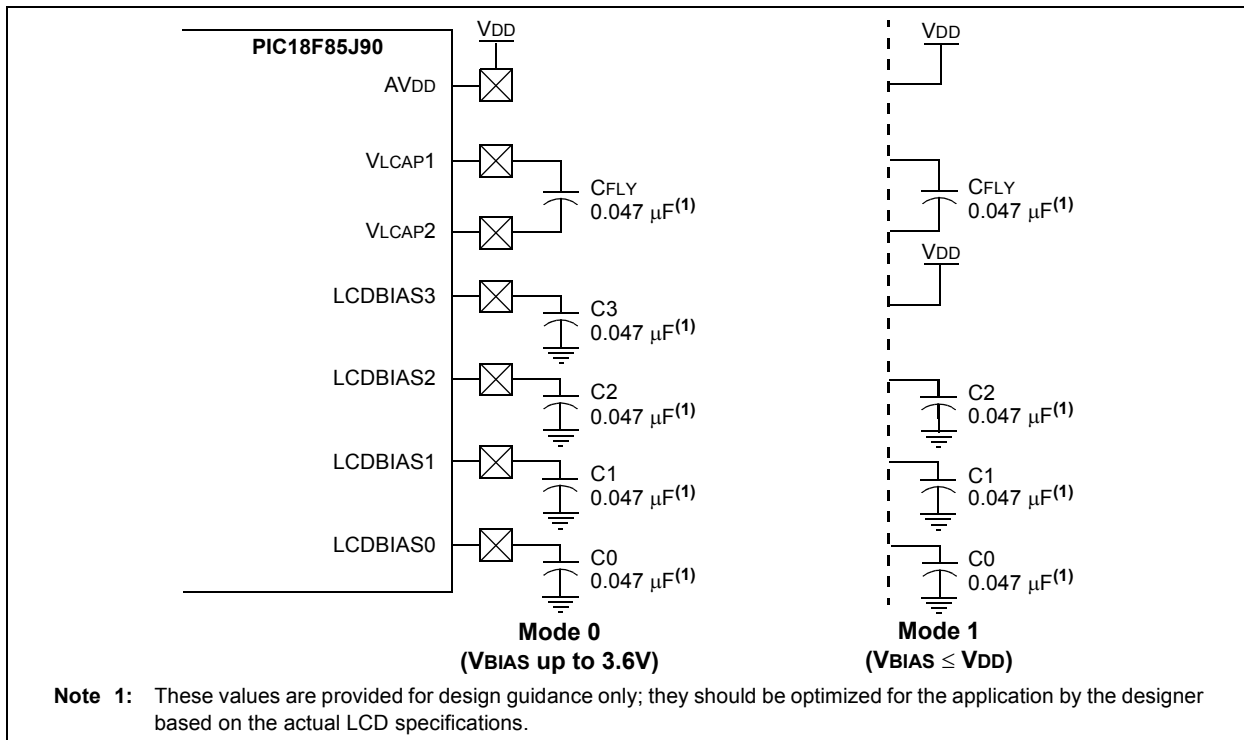 PIC18F85J90
VDD
AVDD
VLCAP1
CFLY
0.047 μF(1)
VLCAP2
LCDBIAS3
C3
0.047 μF(1)
LCDBIAS2
C2
0.047 μF(1)
LCDBIAS1
C1
0.047 μF(1)
LCDBIAS0
C0
0.047 μF(1)
Mode 0
(VBIAS up to 3.6V)
VDD
CFLY
0.047 μF(1)
VDD
C2
0.047 μF(1)
C1
0.047 μF(1)
C0
0.047 μF(1)
Mode 1
(VBIAS ≤ VDD)
Note 1: These values are provided for design guidance only; they should be optimized for the application by the designer
based on the actual LCD specifications.